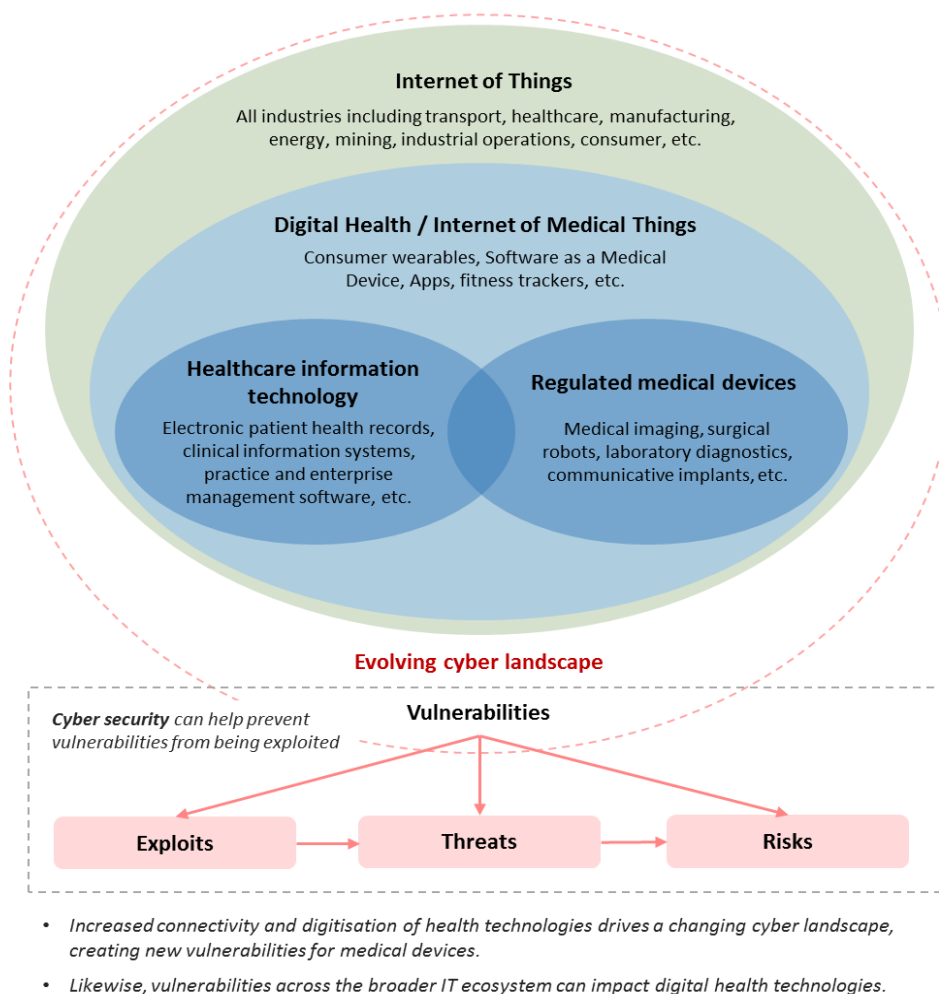 Internet of Things
All industries including transport, healthcare, manufacturing,
energy, mining, industrial operations, consumer, etc.
Digital Health / Internet of Medical Things
Consumer wearables, Software as a Medical
Device, Apps, fitness trackers, etc.
Healthcare information
technology
Electronic patient health records,
clinical information systems,
practice and enterprise
management software, etc.
Regulated medical devices
Medical imaging, surgical
robots, laboratory diagnostics,
communicative implants, etc.
Evolving cyber landscape
Cyber security can help prevent
vulnerabilities from being exploited
Vulnerabilities
Exploits
Threats
Risks
• Increased connectivity and digitisation of health technologies drives a changing cyber landscape,
creating new vulnerabilities for medical devices.
• Likewise, vulnerabilities across the broader IT ecosystem can impact digital health technologies.